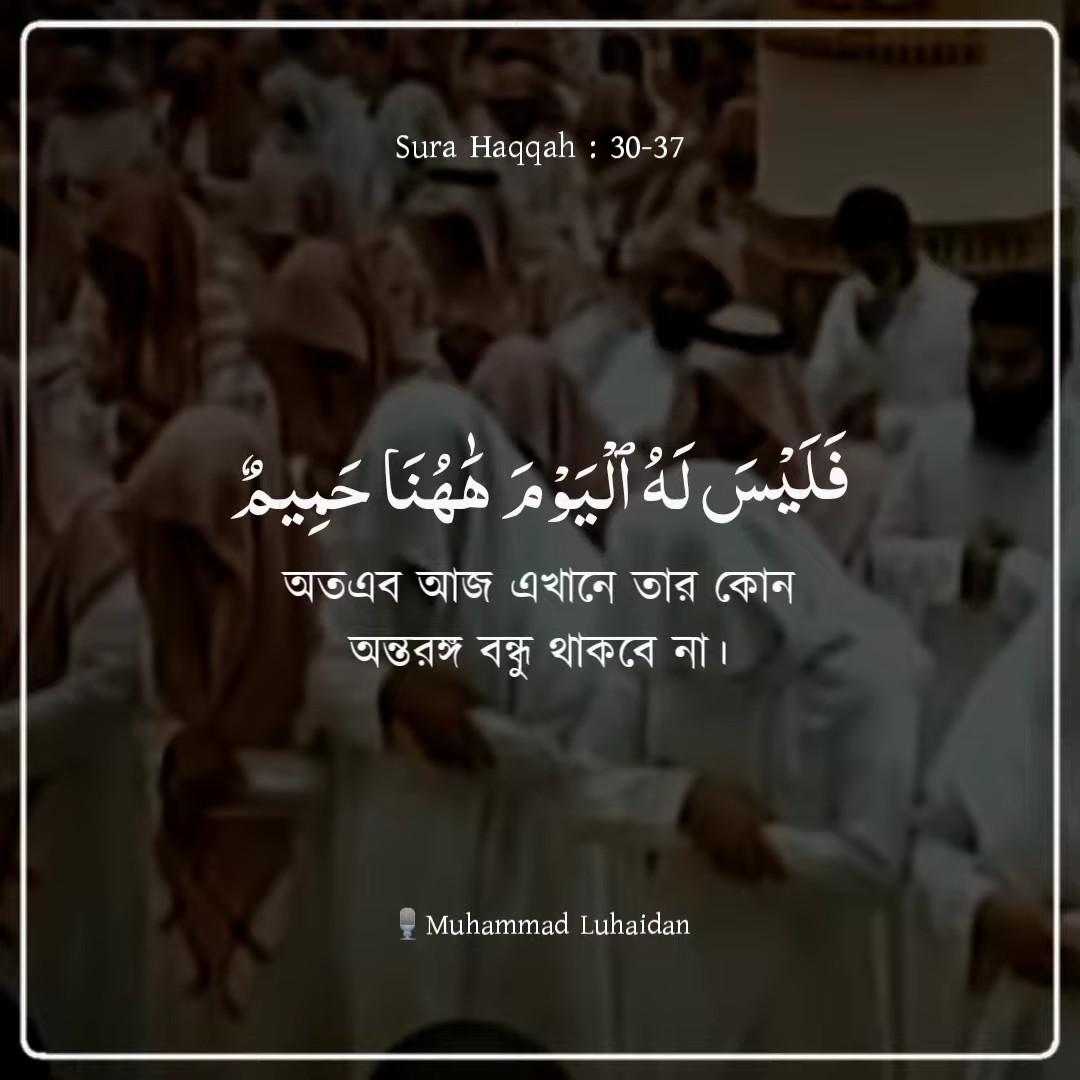 Sura Haqqah : 30-37
فَلَيْسَ لَهُ ٱلْيَوْمَ هَٰهُنَا حَمِيمٌ
অতএব আজ এখানে তার কোন
অন্তরঙ্গ বন্ধু থাকবে না।
Muhammad Luhaidan